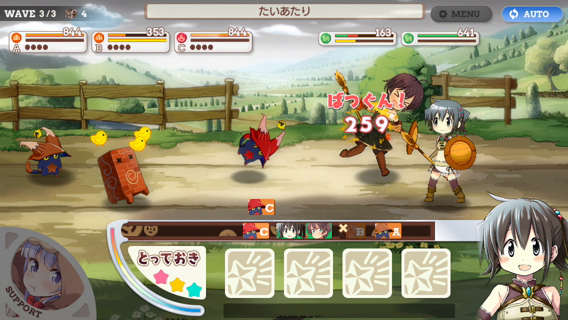 WAVE 3/3 4
たいあたり
MENU
AUTO
A 844
B 353
C 844
163
641
ばつぐん!
259
C
C
B
A
とっておき
SUPPORT